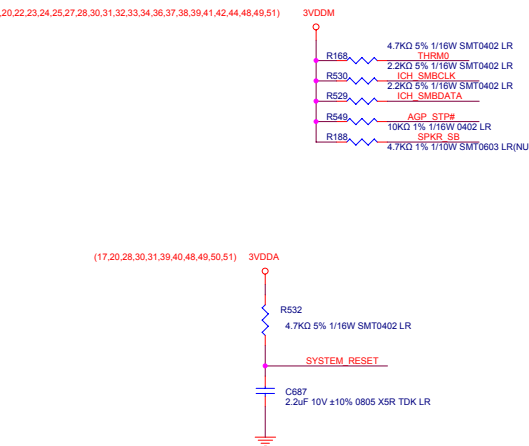 ,20,22,23,24,25,27,28,30,31,32,33,34,36,37,38,39,41,42,44,48,49,51) 3VDDM
4.7KΩ 5% 1/16W SMT0402 LR
R168 THRM0
2.2KΩ 5% 1/16W SMT0402 LR
R530 ICH_SMBCLK
2.2KΩ 5% 1/16W SMT0402 LR
R529 ICH_SMBDATA
R549 AGP_STP#
10KΩ 1% 1/16W 0402 LR
R188 SPKR_SB
4.7KΩ 1% 1/10W SMT0603 LR(NU
(17,20,28,30,31,39,40,48,49,50,51) 3VDDA
R532
4.7KΩ 5% 1/16W SMT0402 LR
SYSTEM_RESET
C687
2.2uF 10V ±10% 0805 X5R TDK LR